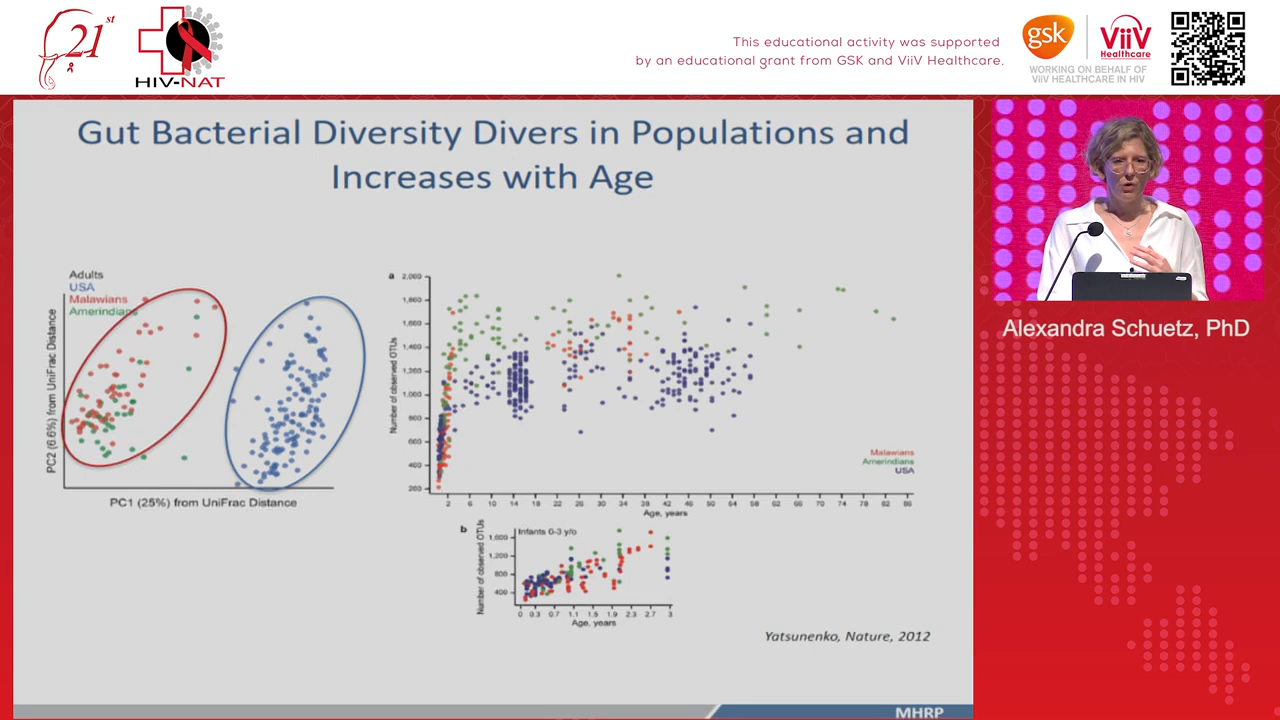 21st
HIV-NAT
This educational activity was supported
by an educational grant from GSK and ViiV Healthcare.
gsk
ViiV
Healthcare
WORKING ON BEHALF OF
ViiV HEALTHCARE IN HIV
Gut Bacterial Diversity Divers in Populations and
Increases with Age
Adults
USA
Malawians
Amerindians
PC2 (6.6%) from UniFrac Distance
PC1 (25%) from UniFrac Distance
a
Number of observed OTUs
2,000
1,800
1,600
1,400
1,200
1,000
800
600
400
200
2 6 10 14 18 22 26 30 34 38 42 46 50 54 58 62 66 70 74 78 82 86
Age, years
Malawians
Amerindians
USA
b
Infants 0-3 y/o
Number of observed OTUs
1,600
1,200
800
400
0 0.3 0.7 1.1 1.5 1.9 2.3 2.7 3
Age, years
Yatsunenko, Nature, 2012
MHRP
Alexandra Schuetz, PhD